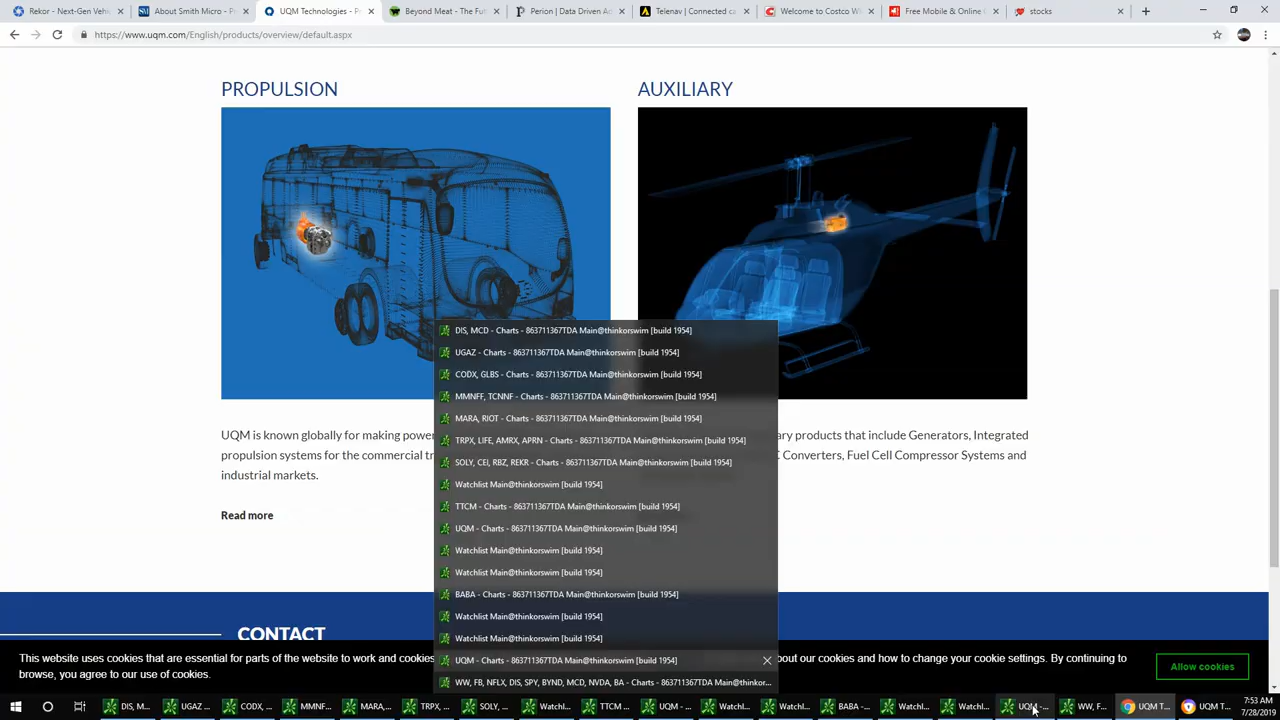 Rekor - Next-Gen Vehic
About Smith Micro - Pr
UQM Technologies - Pr
Beyond Meat - The Futu
Perion | Data Driven Ad
Telenav | Connected ca
Welcome to Costco Wh
Free Mobile & Online G
stocks
https://www.uqm.com/English/products/overview/default.aspx
PROPULSION
AUXILIARY
UQM is known globally for making power
propulsion systems for the commercial tr
industrial markets.
Read more
ary products that include Generators, Integrated
C Converters, Fuel Cell Compressor Systems and
DIS, MCD - Charts - 863711367TDA Main@thinkorswim [build 1954]
UGAZ - Charts - 863711367TDA Main@thinkorswim [build 1954]
CODX, GLBS - Charts - 863711367TDA Main@thinkorswim [build 1954]
MMNFF, TCNNF - Charts - 863711367TDA Main@thinkorswim [build 1954]
MARA, RIOT - Charts - 863711367TDA Main@thinkorswim [build 1954]
TRPX, LIFE, AMRX, APRN - Charts - 863711367TDA Main@thinkorswim [build 1954]
SOLY, CEI, RBZ, REKR - Charts - 863711367TDA Main@thinkorswim [build 1954]
Watchlist Main@thinkorswim [build 1954]
TTCM - Charts - 863711367TDA Main@thinkorswim [build 1954]
UQM - Charts - 863711367TDA Main@thinkorswim [build 1954]
Watchlist Main@thinkorswim [build 1954]
Watchlist Main@thinkorswim [build 1954]
BABA - Charts - 863711367TDA Main@thinkorswim [build 1954]
Watchlist Main@thinkorswim [build 1954]
Watchlist Main@thinkorswim [build 1954]
UQM - Charts - 863711367TDA Main@thinkorswim [build 1954]
WW, FB, NFLX, DIS, SPY, BYND, MCD, NVDA, BA - Charts - 863711367TDA Main@thinkor...
CONTACT
This website uses cookies that are essential for parts of the website to work and cookies
out our cookies and how to change your cookie settings. By continuing to
browse, you agree to our use of cookies.
Allow cookies
DIS, M...
UGAZ ...
CODX, ...
MMNF...
MARA,...
TRPX, ...
SOLY, ...
Watchl...
TTCM ...
UQM - ...
Watchl...
Watchl...
BABA -...
Watchl...
Watchl...
UQM -...
WW, F...
UQM T...
UQM T...
7:53 AM
7/28/2019